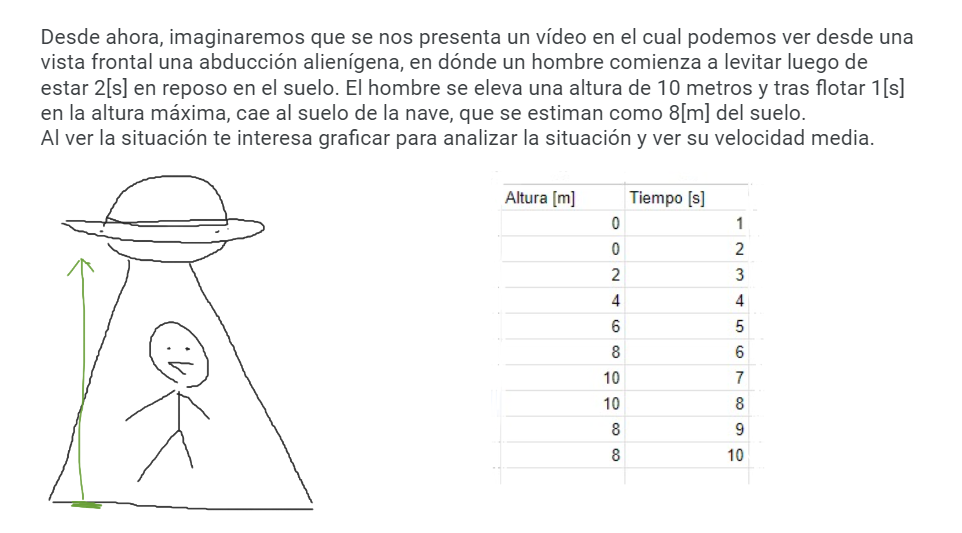 Desde ahora, imaginaremos que se nos presenta un vídeo en el cual podemos ver desde una
vista frontal una abducción alienígena, en dónde un hombre comienza a levitar luego de
estar 2[s] en reposo en el suelo. El hombre se eleva una altura de 10 metros y tras flotar 1[s]
en la altura máxima, cae al suelo de la nave, que se estiman como 8[m] del suelo.
Al ver la situación te interesa graficar para analizar la situación y ver su velocidad media.
Altura [m] Tiempo [s]
0 1
0 2
2 3
4 4
6 5
8 6
10 7
10 8
8 9
8 10